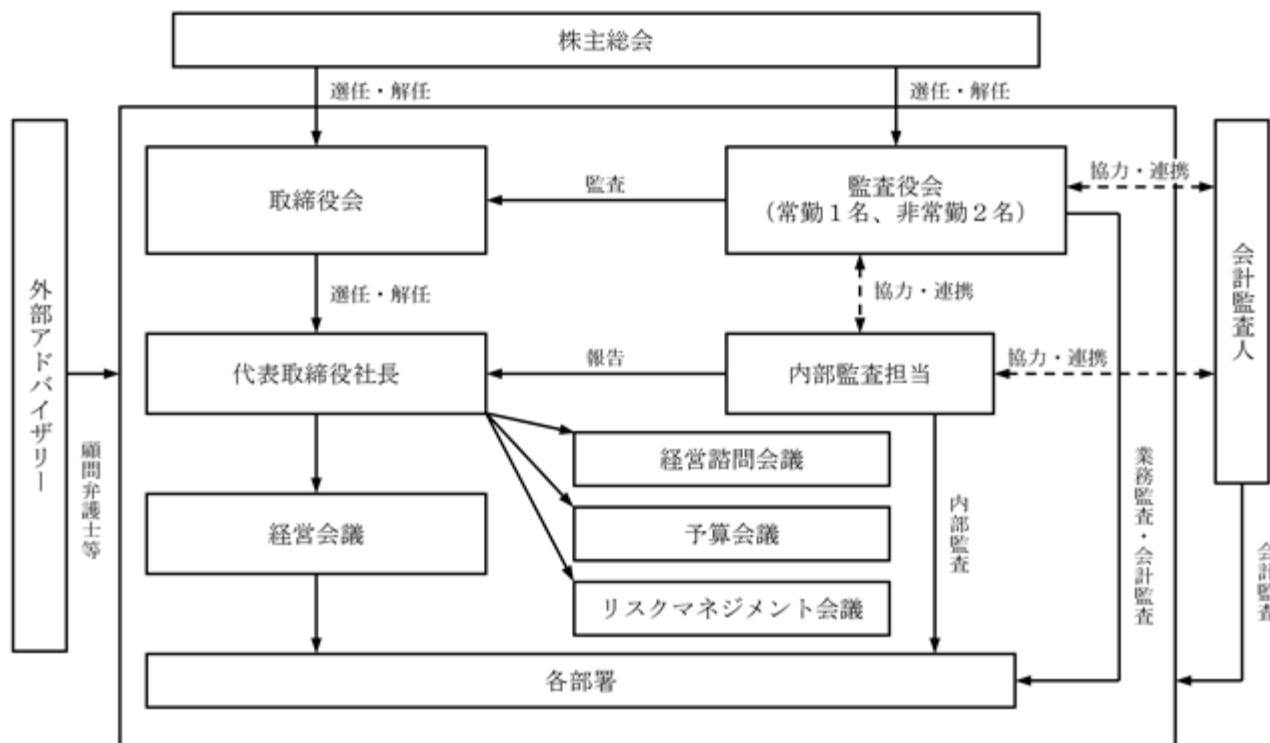 株主総会
選任・解任
選任・解任
取締役会
監査
監査役会
(常勤1名、非常勤2名)
協力・連携
選任・解任
協力・連携
代表取締役社長
報告
内部監査担当
協力・連携
外部アドバイザリー
顧問弁護士等
会計監査人
経営諮問会議
経営会議
予算会議
リスクマネジメント会議
内部監査
業務監査・会計監査
会計監査
各部署